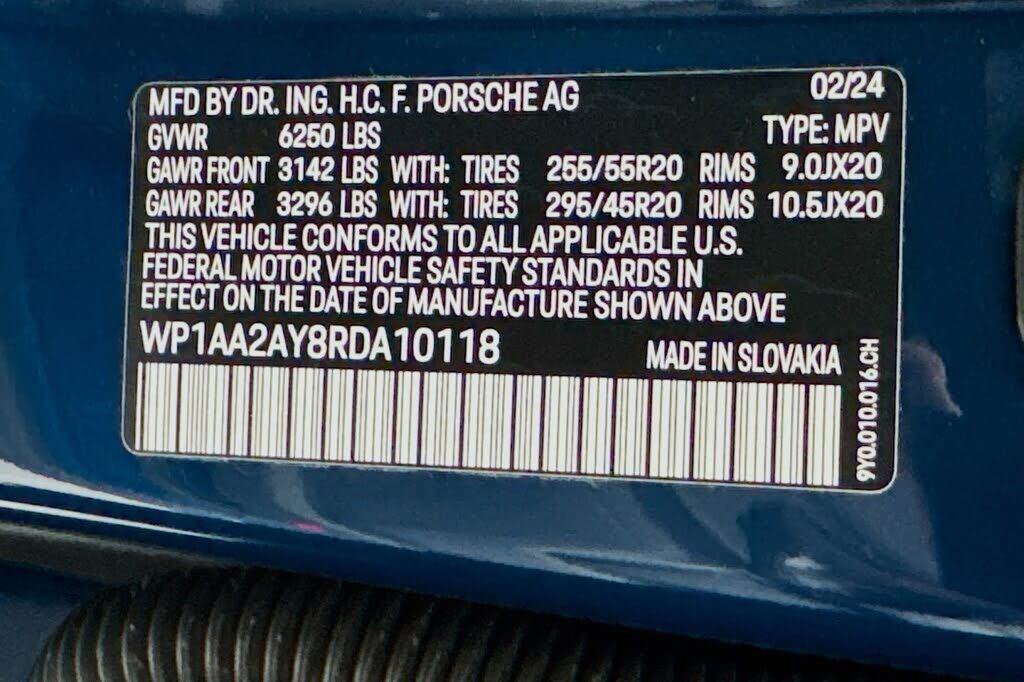 MFD BY DR. ING. H.C. F. PORSCHE AG 02/24
GVWR 6250 LBS TYPE: MPV
GAWR FRONT 3142 LBS WITH: TIRES 255/55R20 RIMS 9.0JX20
GAWR REAR 3296 LBS WITH: TIRES 295/45R20 RIMS 10.5JX20
THIS VEHICLE CONFORMS TO ALL APPLICABLE U.S.
FEDERAL MOTOR VEHICLE SAFETY STANDARDS IN
EFFECT ON THE DATE OF MANUFACTURE SHOWN ABOVE
WP1AA2AY8RDA10118 MADE IN SLOVAKIA
9Y0.010.016.CH